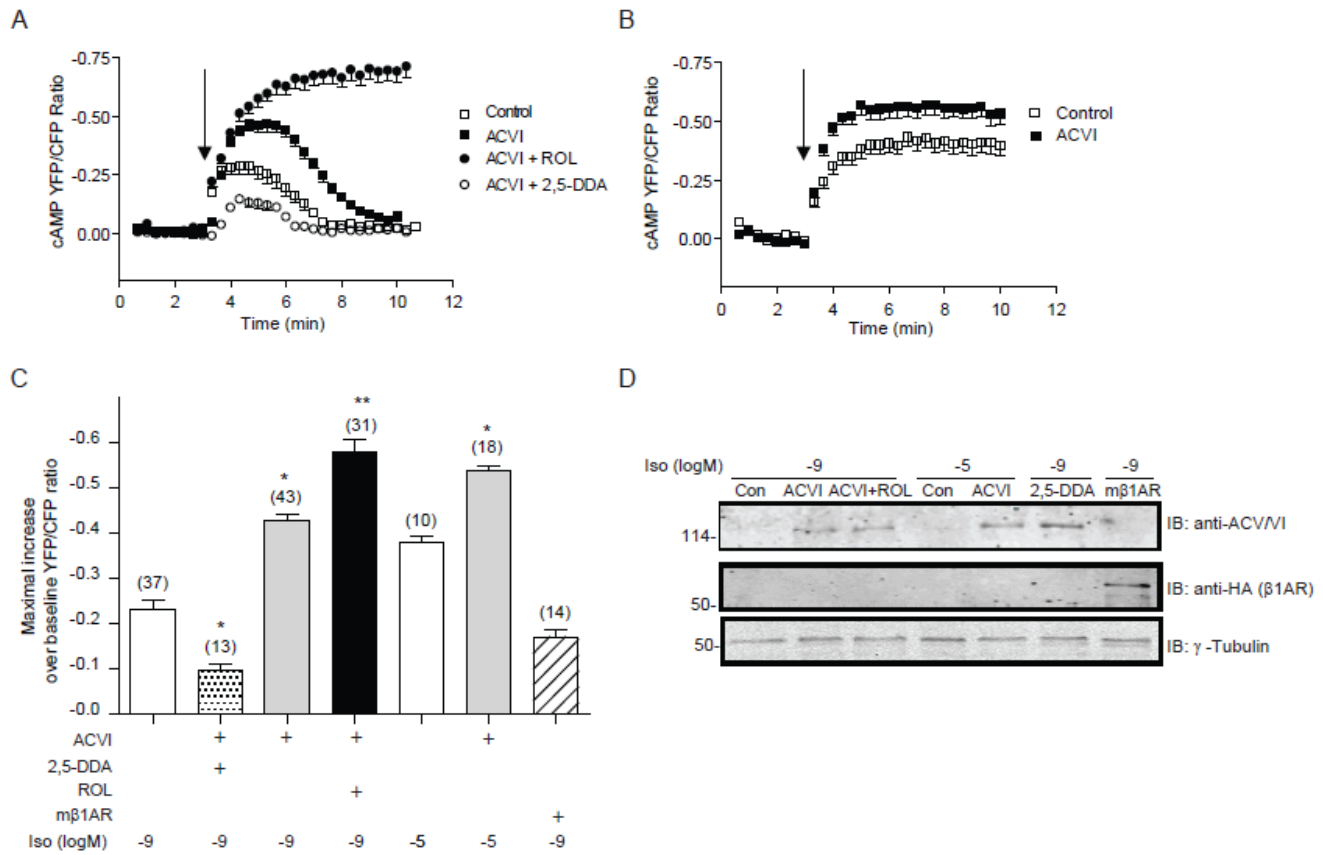 A
cAMP YFP/CFP Ratio
-0.75
-0.50
-0.25
0.00
0 2 4 6 8 10 12
Time (min)
Control
ACVI
ACVI + ROL
ACVI + 2,5-DDA
B
cAMP YFP/CFP Ratio
-0.75
-0.50
-0.25
0.00
0 2 4 6 8 10 12
Time (min)
Control
ACVI
C
Maximal increase
over baseline YFP/CFP ratio
-0.6
-0.5
-0.4
-0.3
-0.2
-0.1
-0.0
(37)
*
(13)
*
(43)
**
(31)
(10)
*
(18)
(14)
ACVI + + + +
2,5-DDA +
ROL +
mβ1AR +
Iso (logM) -9 -9 -9 -9 -5 -5 -9
D
Iso (logM) -9 -5 -9 -9
Con ACVI ACVI+ROL Con ACVI 2,5-DDA mβ1AR
114- IB: anti-ACV/VI
50- IB: anti-HA (β1AR)
50- IB: γ -Tubulin